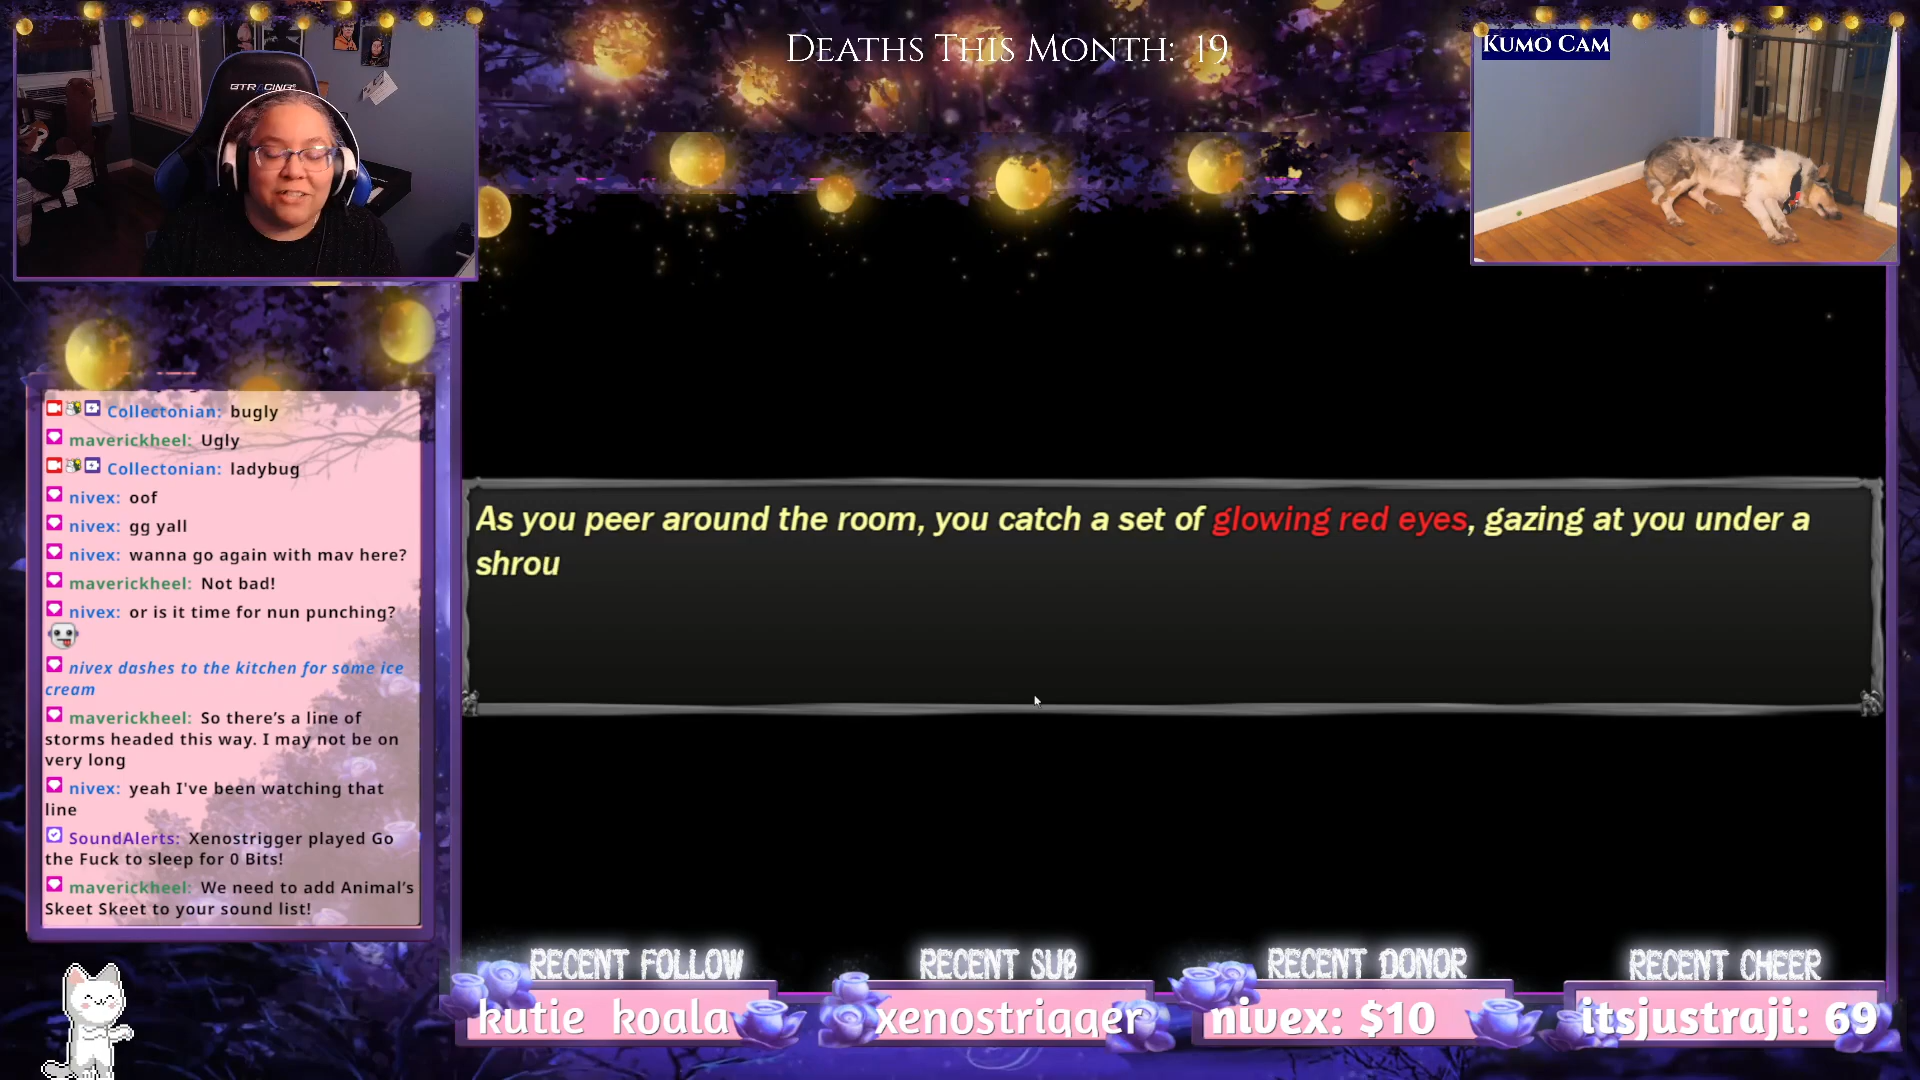 Deaths This Month: 19
Kumo Cam
GTRACING
Collectonian: bugly
maverickheel: Ugly
Collectonian: ladybug
nivex: oof
nivex: gg yall
nivex: wanna go again with mav here?
maverickheel: Not bad!
nivex: or is it time for nun punching?
nivex dashes to the kitchen for some ice
cream
maverickheel: So there's a line of
storms headed this way. I may not be on
very long
nivex: yeah I've been watching that
line
SoundAlerts: Xenostrigger played Go
the Fuck to sleep for 0 Bits!
maverickheel: We need to add Animal's
Skeet Skeet to your sound list!
As you peer around the room, you catch a set of glowing red eyes, gazing at you under a
shrou
RECENT FOLLOW
kutie koala
RECENT SUB
xenostrigger
RECENT DONOR
nivex: $10
RECENT CHEER
itsjustraji: 69